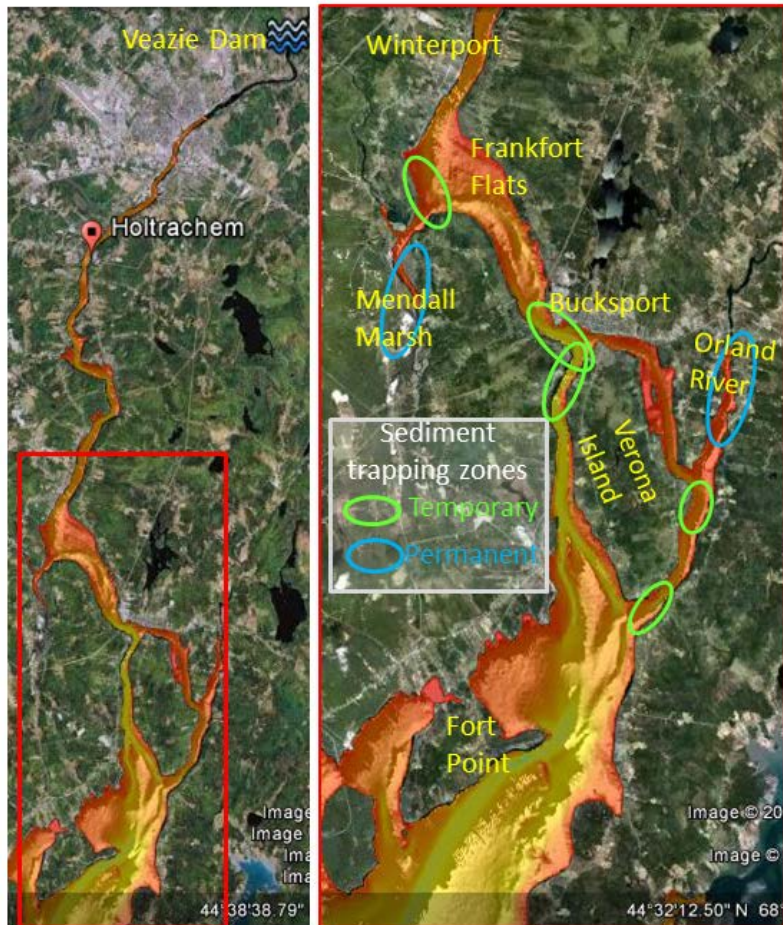 Veazie Dam
Holtrachem
Image
Image
Ima
Ima
44°38'38.79"
Winterport
Frankfort
Flats
Mendall
Marsh
Bucksport
Orland
River
Verona
Island
Sediment
trapping zones
Temporary
Permanent
Fort
Point
Image © 20
Image ©
44°32'12.50" N 68°